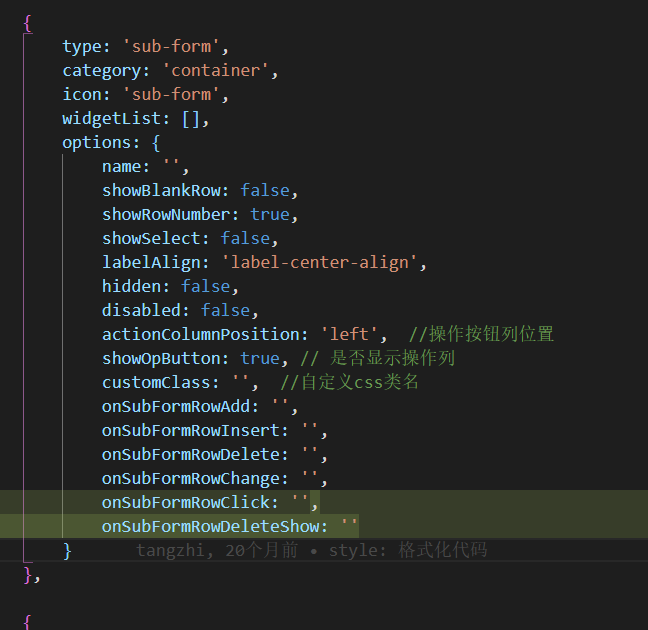 {
type: 'sub-form',
category: 'container',
icon: 'sub-form',
widgetList: [],
options: {
name: '',
showBlankRow: false,
showRowNumber: true,
showSelect: false,
labelAlign: 'label-center-align',
hidden: false,
disabled: false,
actionColumnPosition: 'left',  //操作按钮列位置
showOpButton: true, // 是否显示操作列
customClass: '',  //自定义css类名
onSubFormRowAdd: '',
onSubFormRowInsert: '',
onSubFormRowDelete: '',
onSubFormRowChange: '',
onSubFormRowClick: '',
onSubFormRowDeleteShow: ''
}      tangzhi, 20个月前 • style: 格式化代码
},
{